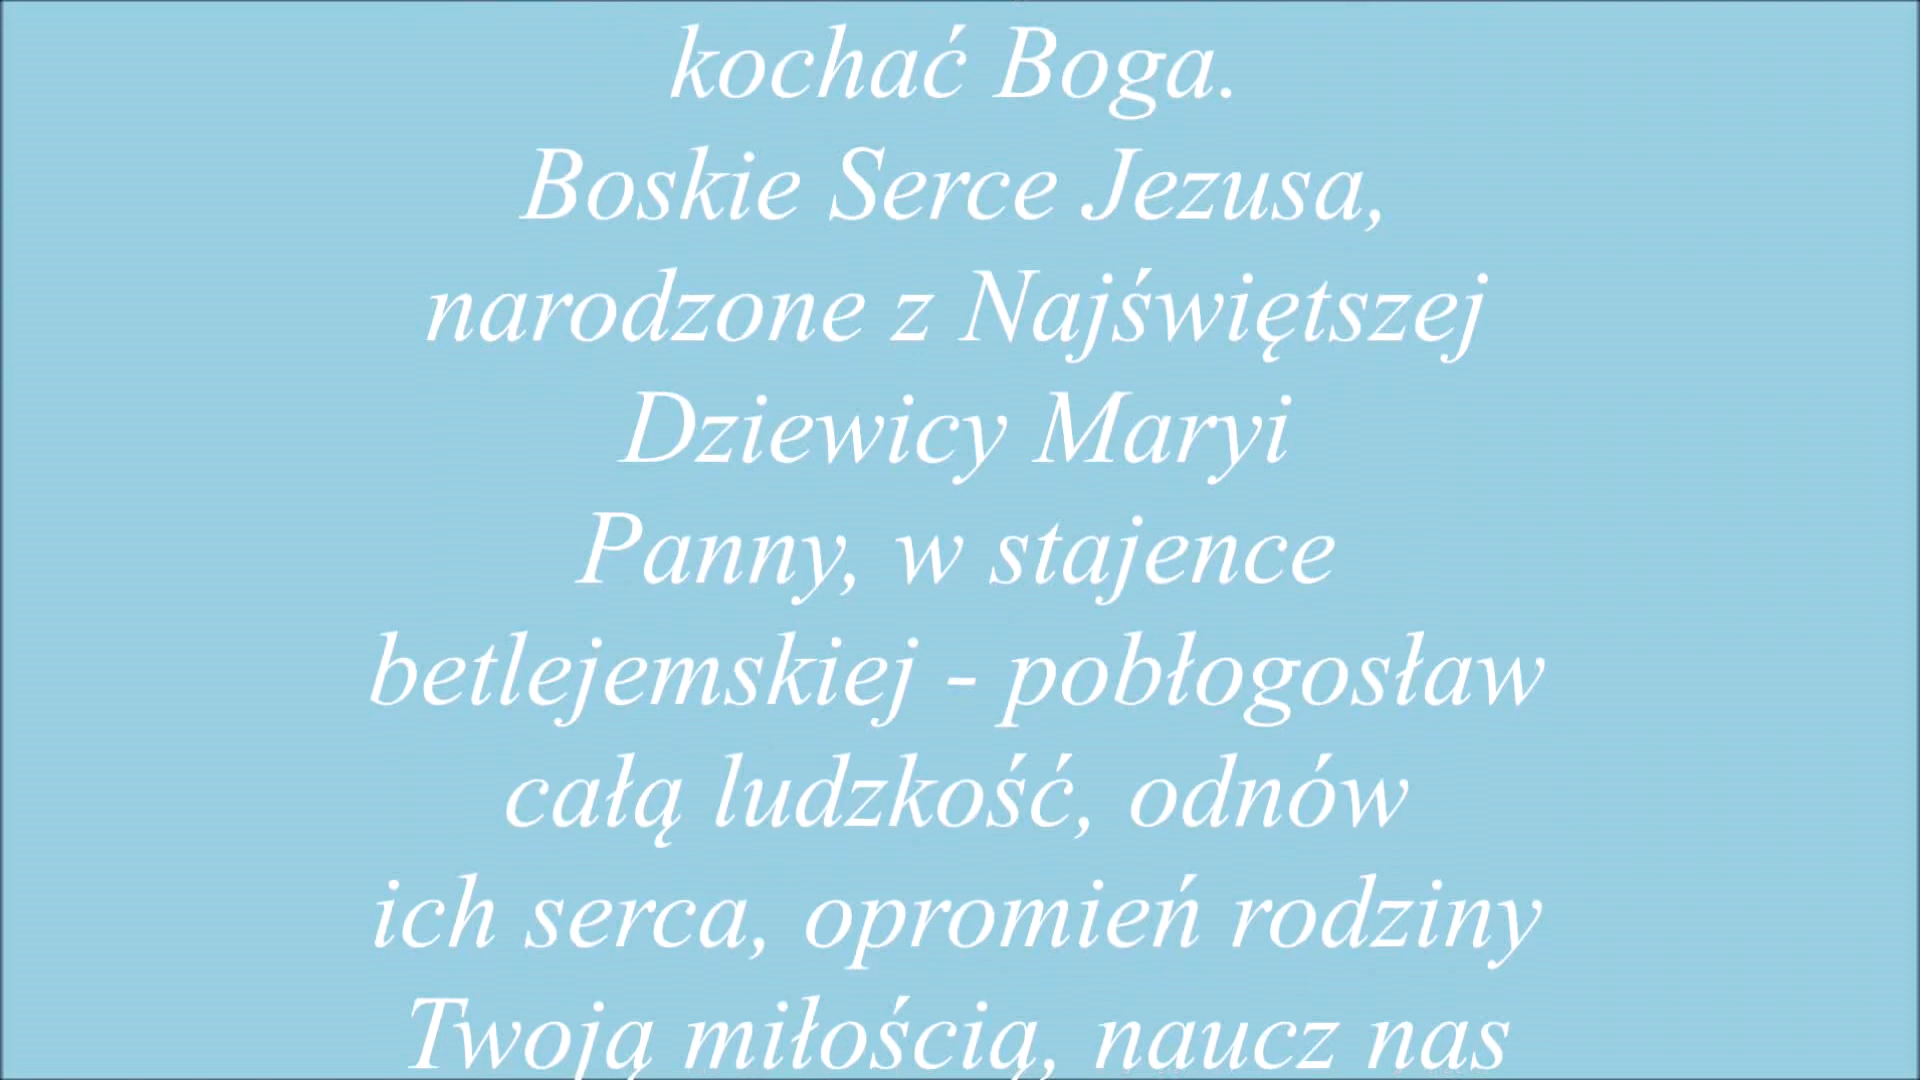 kochać Boga.
Boskie Serce Jezusa,
narodzone z Najświętszej
Dziewicy Maryi
Panny, w stajence
betlejemskiej - pobłogosław
całą ludzkość, odnów
ich serca, opromień rodziny
Twoją miłością, naucz nas